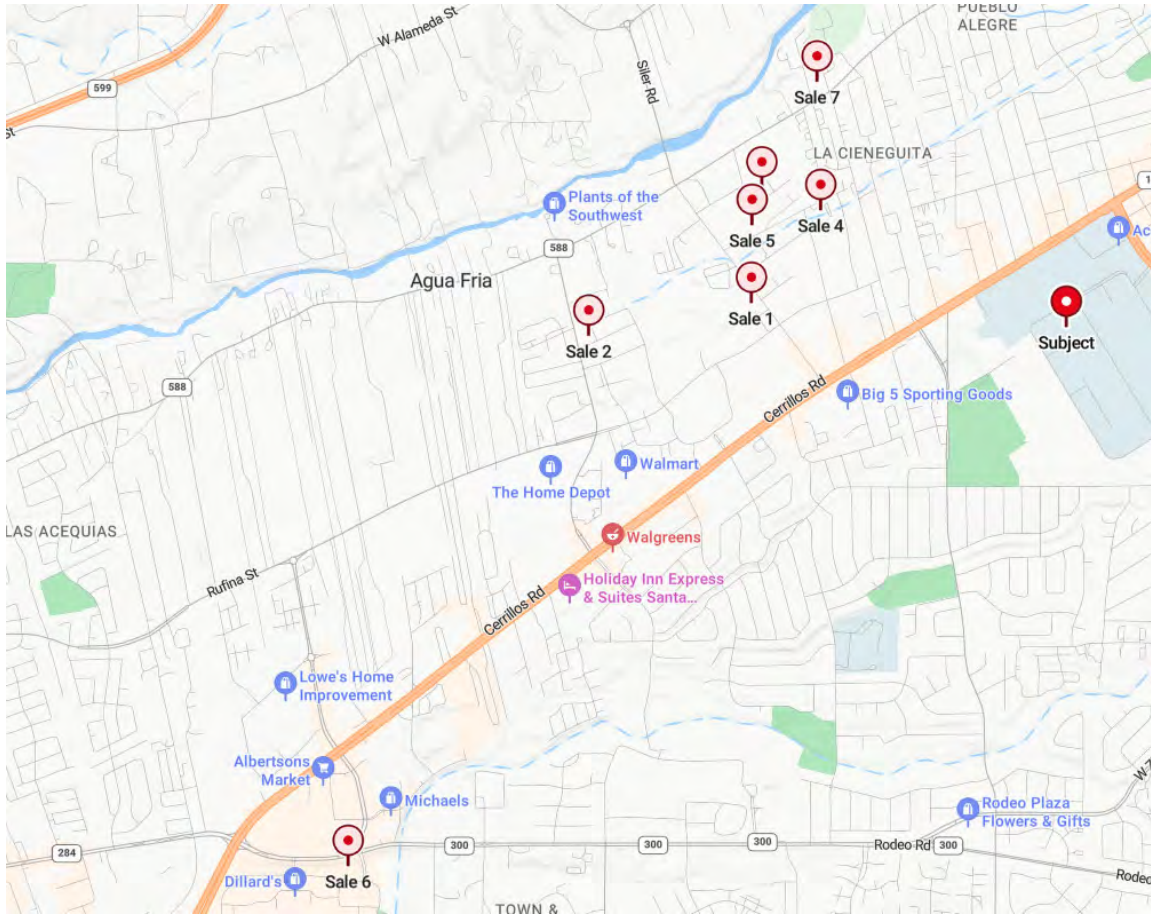 PUEBLO
ALEGRE
W Alameda St
599
St
Siler Rd
Sale 7
LA CIENEGUITA
Plants of the
Southwest
Sale 4
Sale 5
588
Agua Fria
Sale 1
Sale 2
Subject
588
Cerrillos Rd
Big 5 Sporting Goods
Walmart
The Home Depot
LAS ACEQUIAS
Walgreens
Rufina St
Holiday Inn Express
& Suites Santa...
Cerrillos Rd
Lowe's Home
Improvement
Albertsons
Market
Michaels
Rodeo Plaza
Flowers & Gifts
284
300
300
300
Rodeo Rd
300
Rodeo
Dillard's
Sale 6
TOWN &